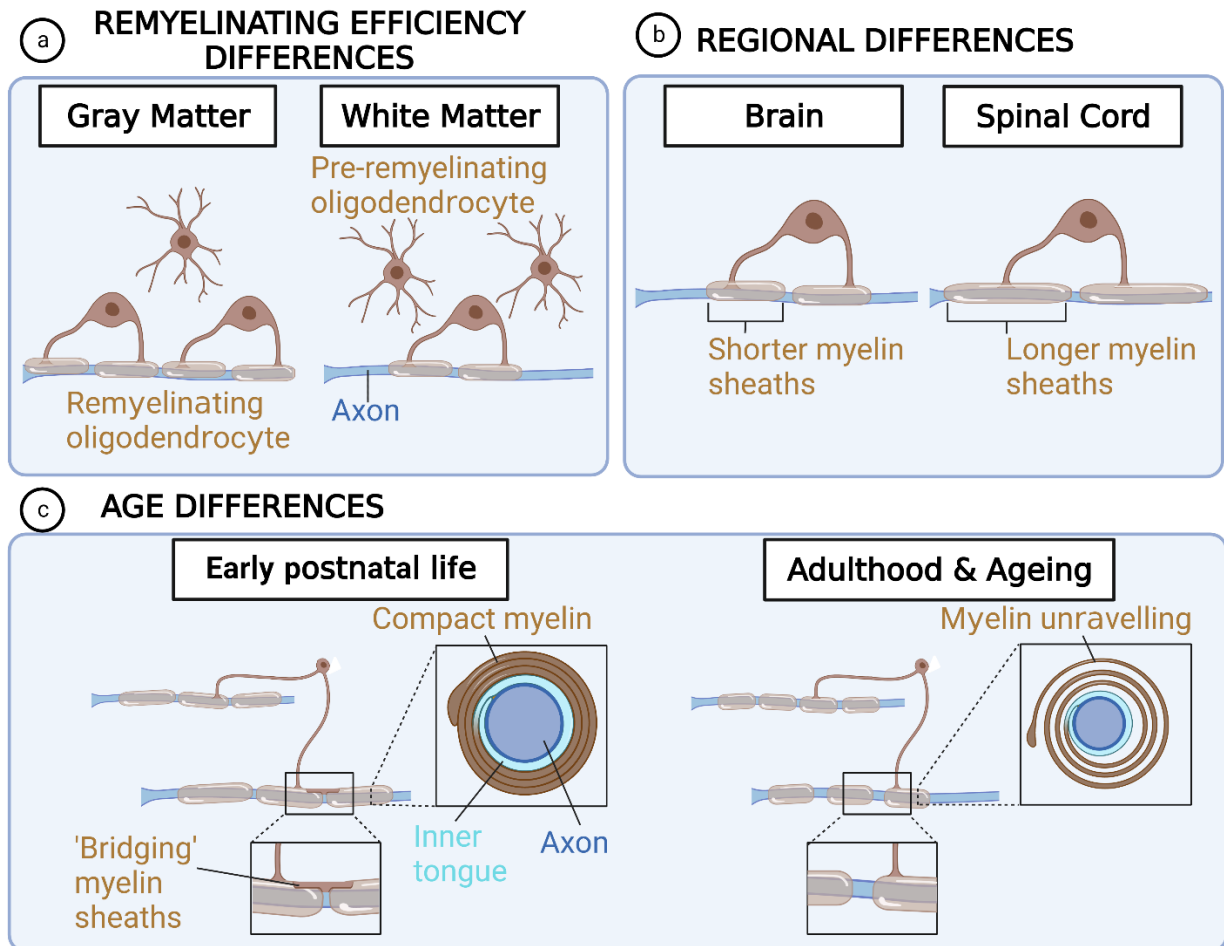 a
REMYELINATING EFFICIENCY
DIFFERENCES
Gray Matter
White Matter
Pre-remyelinating
oligodendrocyte
Remyelinating
oligodendrocyte
Axon
b
REGIONAL DIFFERENCES
Brain
Spinal Cord
Shorter myelin
sheaths
Longer myelin
sheaths
c
AGE DIFFERENCES
Early postnatal life
Compact myelin
Inner
tongue
Axon
'Bridging'
myelin
sheaths
Adulthood & Ageing
Myelin unravelling